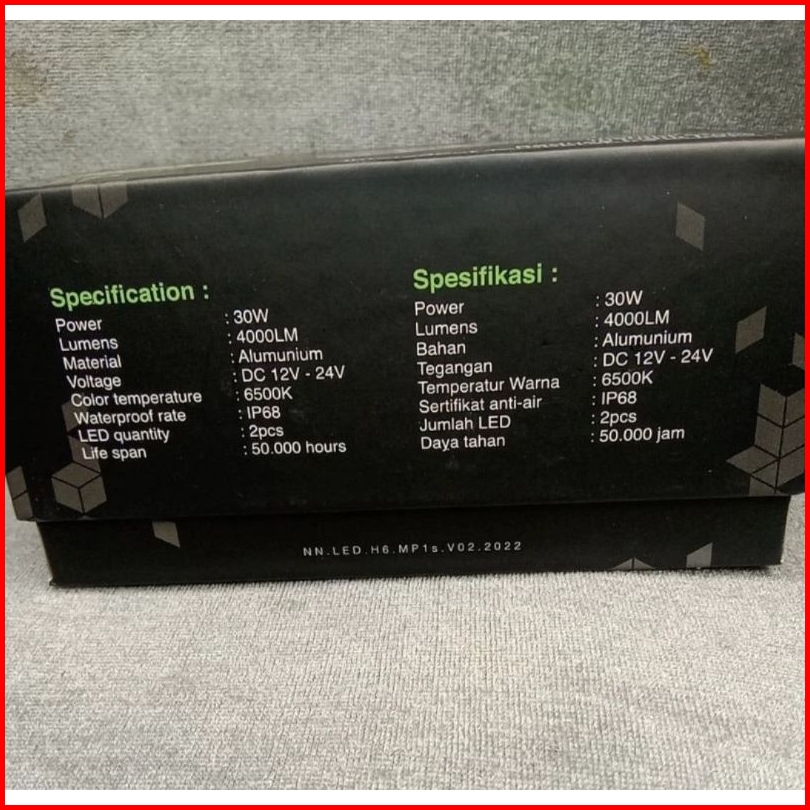 Specification :
Power : 30W
Lumens : 4000LM
Material : Alumunium
Voltage : DC 12V - 24V
Color temperature : 6500K
Waterproof rate : IP68
LED quantity : 2pcs
Life span : 50.000 hours
Spesifikasi :
Power : 30W
Lumens : 4000LM
Bahan : Alumunium
Tegangan : DC 12V - 24V
Temperatur Warna : 6500K
Sertifikat anti-air : IP68
Jumlah LED : 2pcs
Daya tahan : 50.000 jam
NN.LED.H6.MP1s.V02.2022